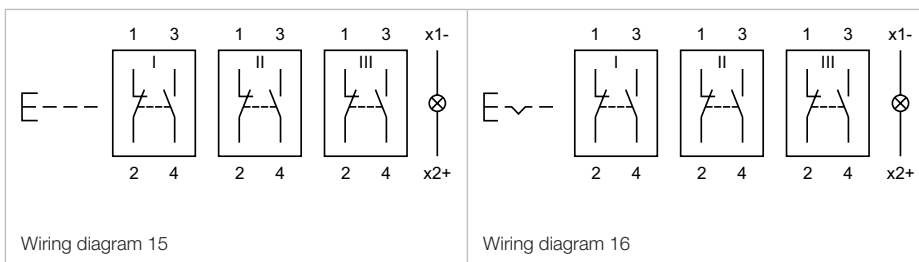 1 3 1 3 1 3 x1-
I II III
2 4 2 4 2 4 x2+
Wiring diagram 15
1 3 1 3 1 3 x1-
I II III
2 4 2 4 2 4 x2+
Wiring diagram 16